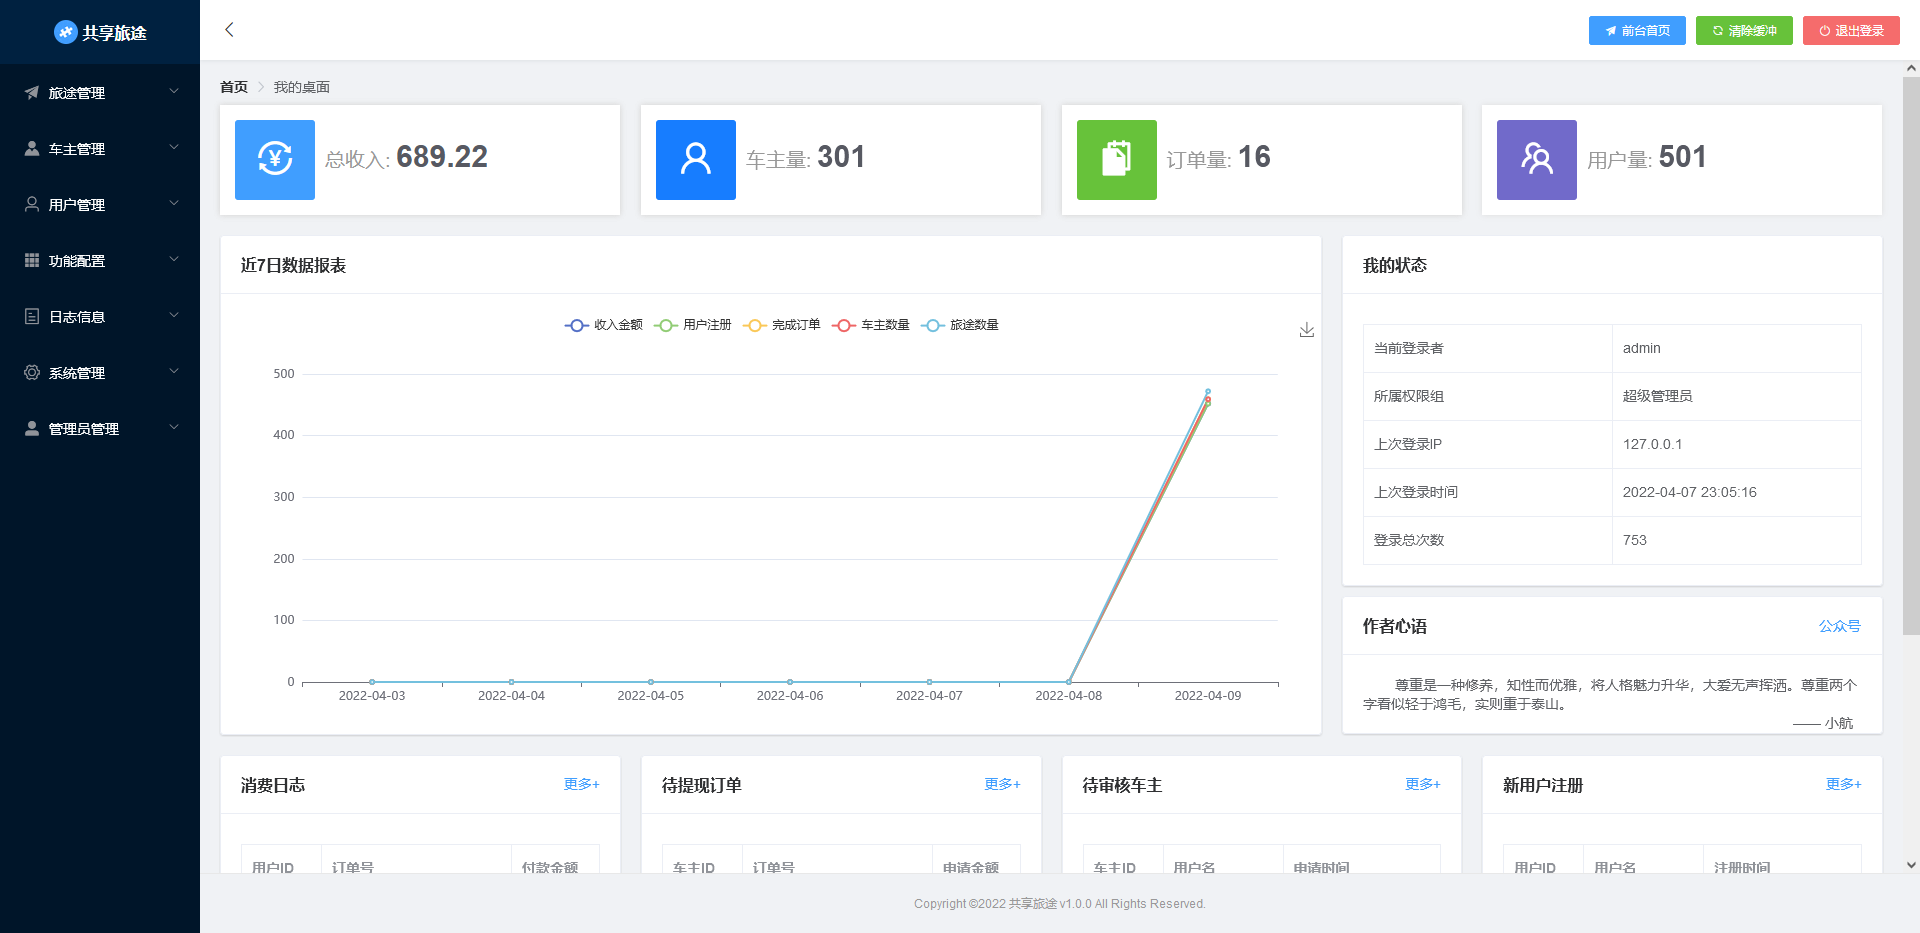 共享旅途
前台首页
清除缓冲
退出登录
旅途管理
车主管理
用户管理
功能配置
日志信息
系统管理
管理员管理
首页 > 我的桌面
总收入: 689.22
车主量: 301
订单量: 16
用户量: 501
近7日数据报表
收入金额 用户注册 完成订单 车主数量 旅途数量
500
400
300
200
100
0
2022-04-03 2022-04-04 2022-04-05 2022-04-06 2022-04-07 2022-04-08 2022-04-09
我的状态
当前登录者 admin
所属权限组 超级管理员
上次登录IP 127.0.0.1
上次登录时间 2022-04-07 23:05:16
登录总次数 753
作者心语 公众号
尊重是一种修养，知性而优雅，将人格魅力升华，大爱无声挥洒。尊重两个
字看似轻于鸿毛，实则重于泰山。
—— 小航
消费日志 更多+
用户ID 订单号 付款金额
待提现订单 更多+
车主ID 订单号 申请金额
待审核车主 更多+
车主ID 用户名 申请时间
新用户注册 更多+
用户ID 用户名 注册时间
Copyright ©2022 共享旅途 v1.0.0 All Rights Reserved.